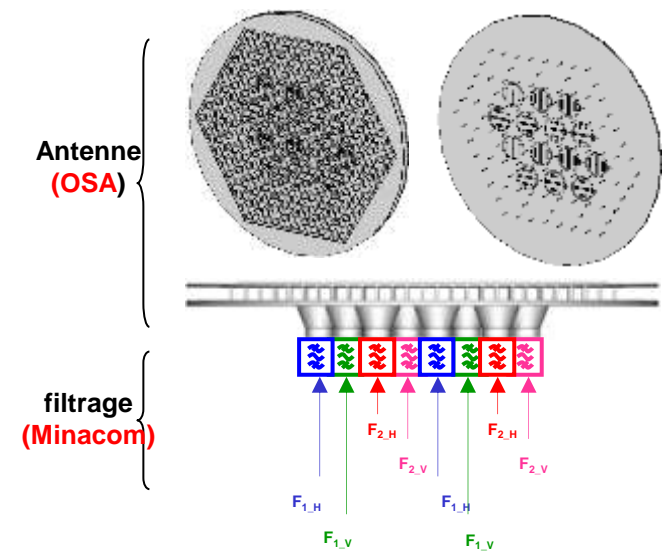 Antenne
(OSA)
filtrage
(Minacom)
F2_H
F2_H
F2_V
F2_V
F1_H
F1_H
F1_V
F1_V